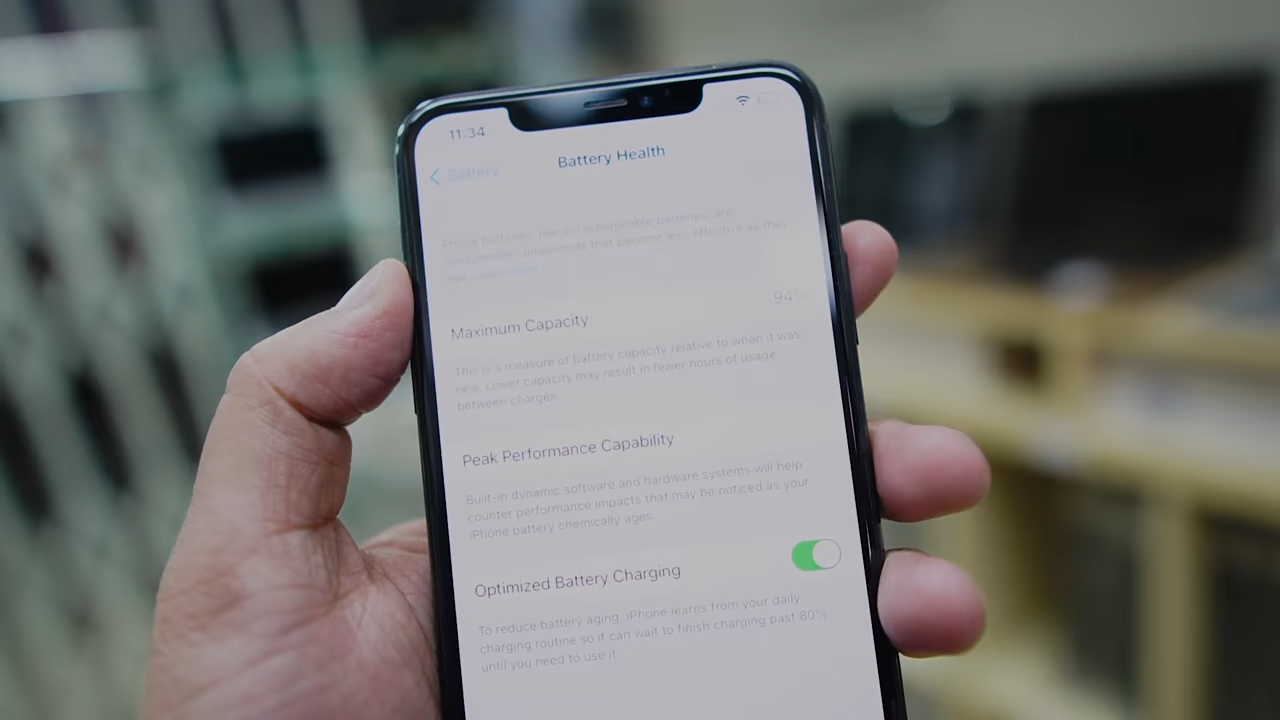 11:34
Battery
Battery Health
Phone batteries, like all rechargeable batteries, are
consumable components that become less effective as they
age. Learn more
Maximum Capacity
94%
This is a measure of battery capacity relative to when it was
new. Lower capacity may result in fewer hours of usage
between charges.
Peak Performance Capability
Built-in dynamic software and hardware systems will help
counter performance impacts that may be noticed as your
iPhone battery chemically ages.
Optimized Battery Charging
To reduce battery aging, iPhone learns from your daily
charging routine so it can wait to finish charging past 80%
until you need to use it.